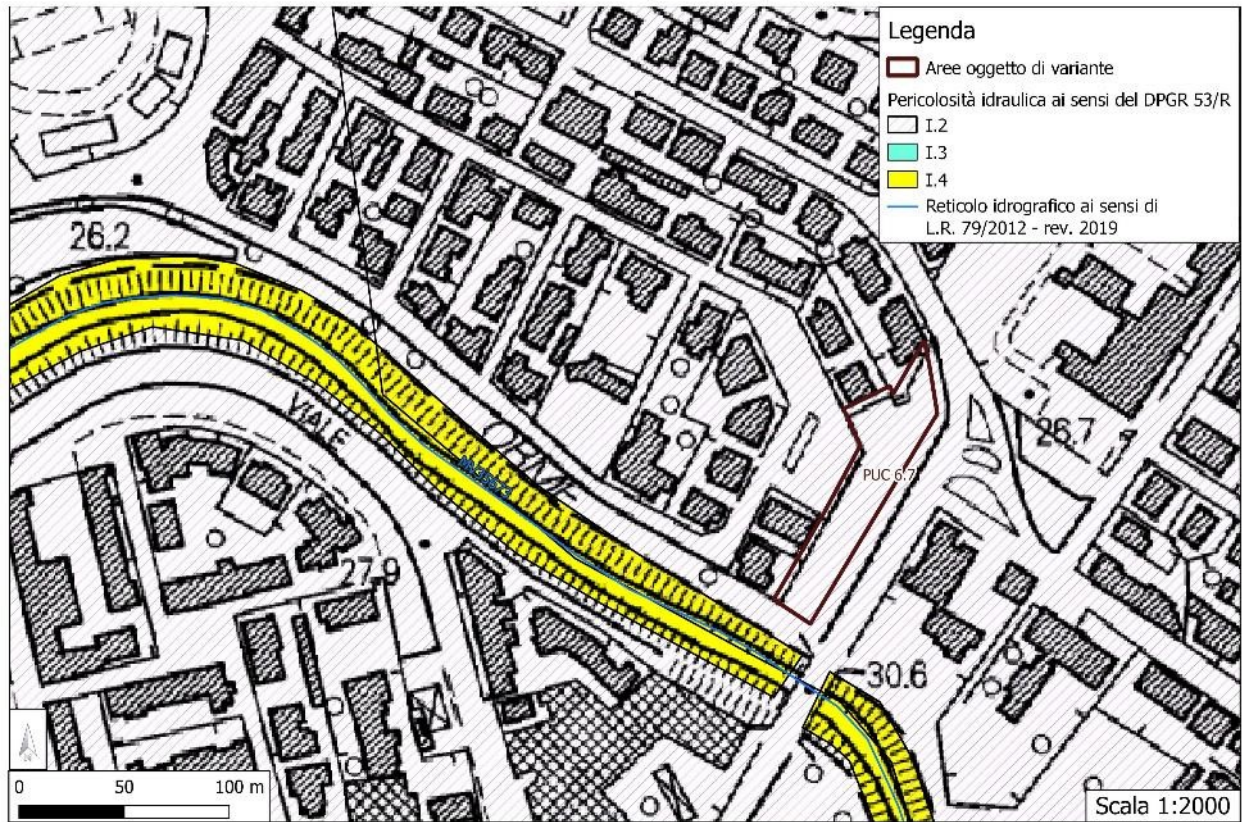 Legenda
Aree oggetto di variante
Pericolosità idraulica ai sensi del DPGR 53/R
I.2
I.3
I.4
Reticolo idrografico ai sensi di
L.R. 79/2012 - rev. 2019
26.2
VIALE
27.9
26.7
PUC 6.7
30.6
0 50 100 m
Scala 1:2000